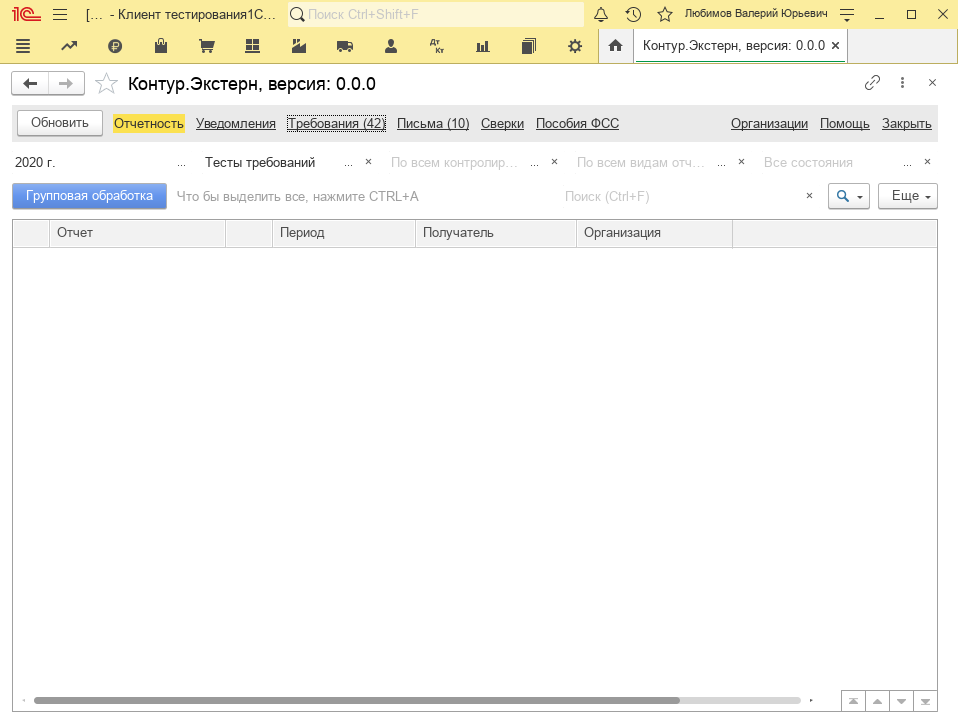 1С [... - Клиент тестирования1С... Поиск Ctrl+Shift+F Любимов Валерий Юрьевич
Дт Кт Контур.Экстерн, версия: 0.0.0 ×
Контур.Экстерн, версия: 0.0.0
Обновить Отчетность Уведомления Требования (42) Письма (10) Сверки Пособия ФСС Организации Помощь Закрыть
2020 г. ... Тесты требований ... × По всем контролир... ... × По всем видам отч... ... × Все состояния ... ×
Групповая обработка Что бы выделить все, нажмите CTRL+A Поиск (Ctrl+F) × Еще
Отчет Период Получатель Организация